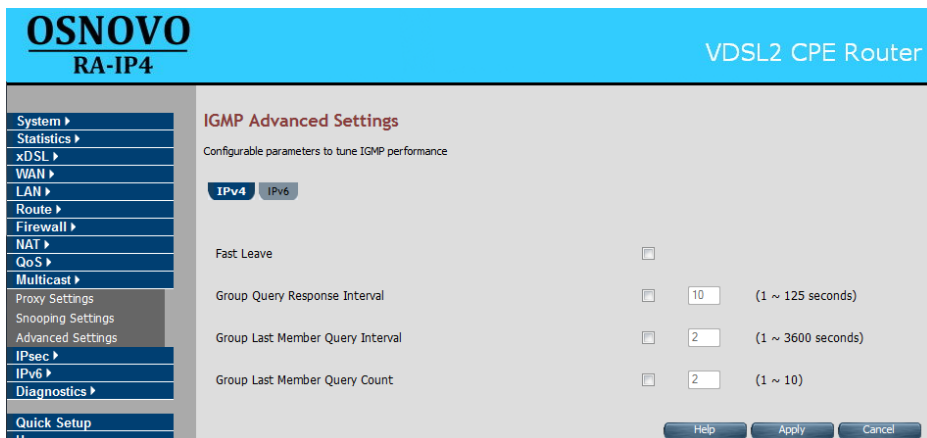 OSNOVO
RA-IP4
VDSL2 CPE Router
System
Statistics
xDSL
WAN
LAN
Route
Firewall
NAT
QoS
Multicast
Proxy Settings
Snooping Settings
Advanced Settings
IPsec
IPv6
Diagnostics
Quick Setup
IGMP Advanced Settings
Configurable parameters to tune IGMP performance
IPv4 IPv6
Fast Leave
Group Query Response Interval 10 (1 ~ 125 seconds)
Group Last Member Query Interval 2 (1 ~ 3600 seconds)
Group Last Member Query Count 2 (1 ~ 10)
Help Apply Cancel